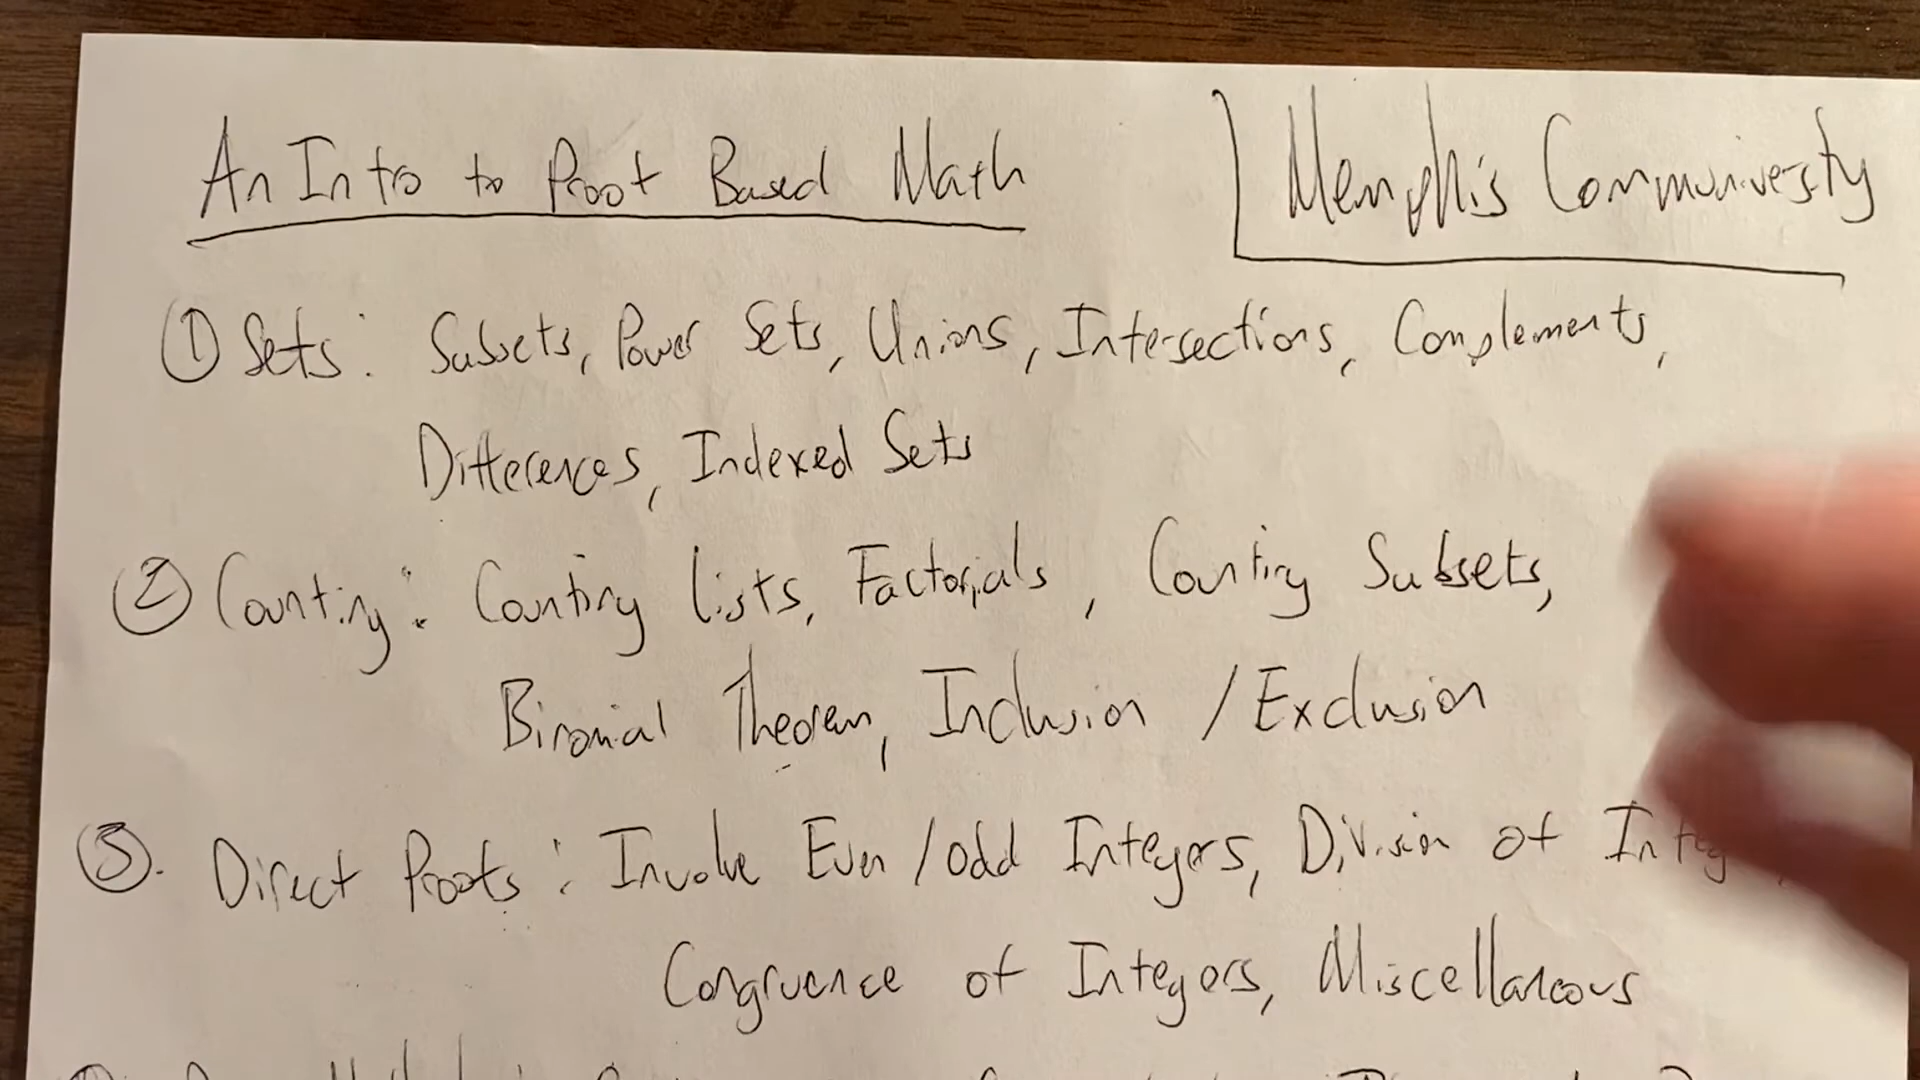 An Intro to Proof Based Math
Memphis Communiversity
① Sets: Subsets, Power Sets, Unions, Intersections, Complements,
Differences, Indexed Sets
② Counting: Counting Lists, Factorials, Counting Subsets,
Binomial Theorem, Inclusion / Exclusion
③. Direct Proofs: Involve Even/odd Integers, Division of
Congruence of Integers, Miscellaneous